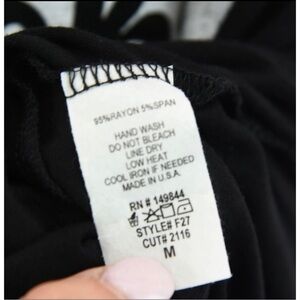 95%RAYON 5%SPAN
HAND WASH
DO NOT BLEACH
LINE DRY
LOW HEAT
COOL IRON IF NEEDED
MADE IN U.S.A.
RN# 149844
STYLE# F27
CUT# 2116
M